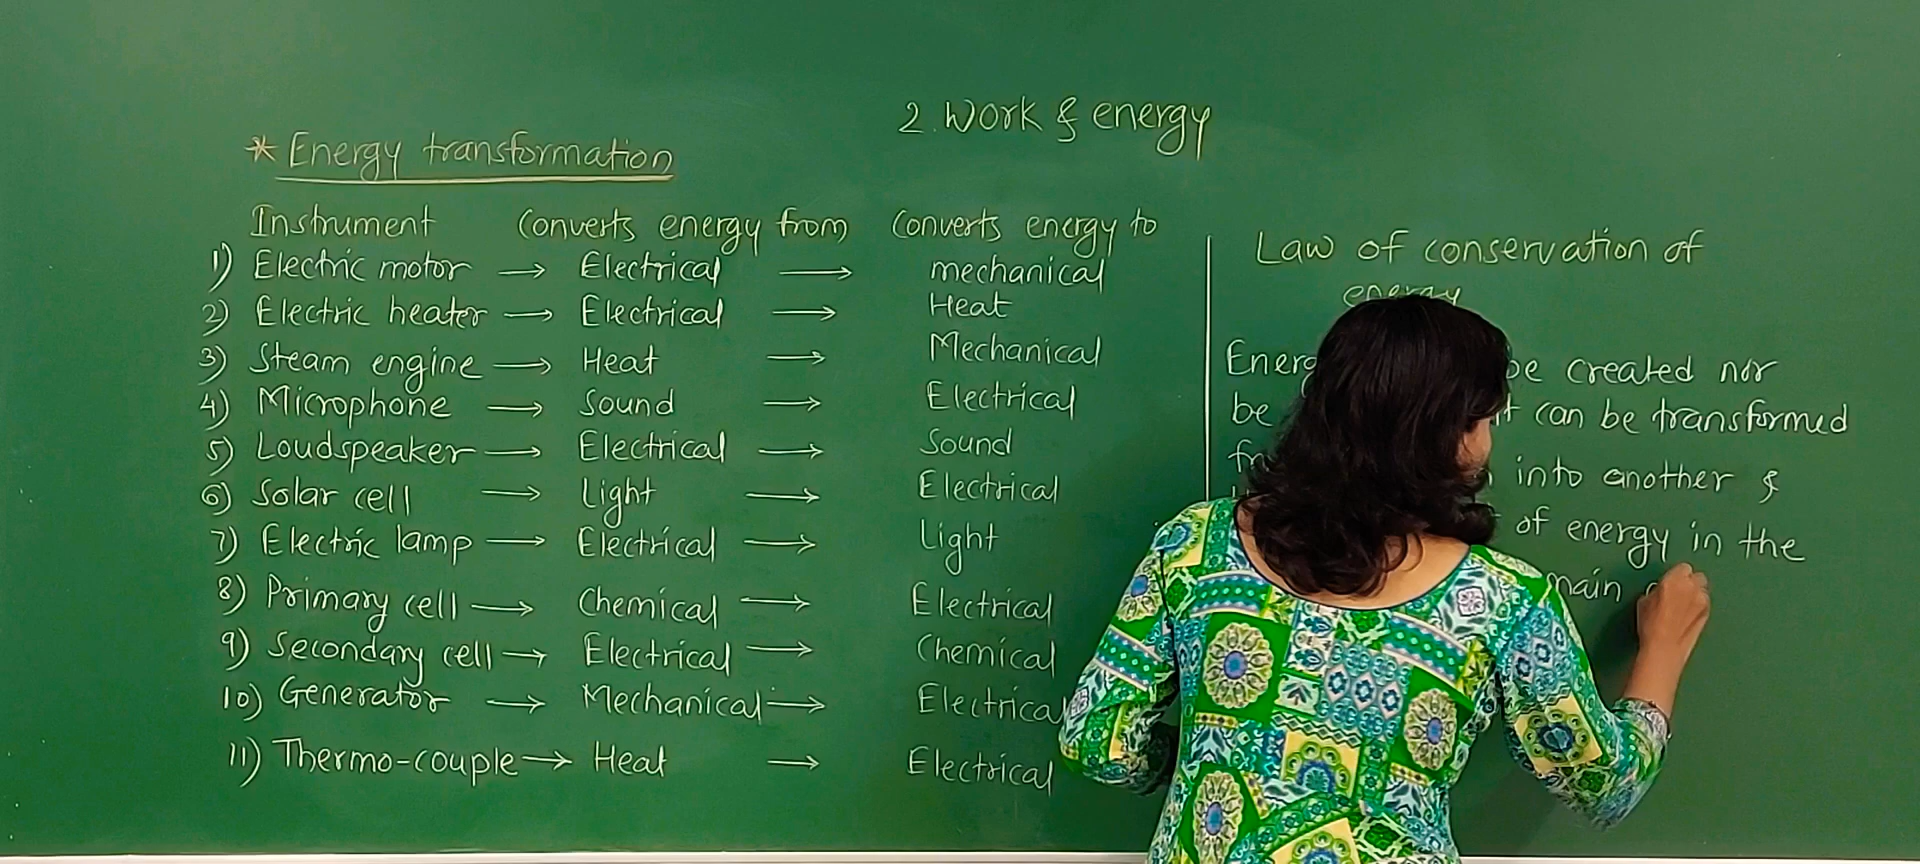 2. Work & energy
* Energy transformation
Instrument Converts energy from Converts energy to
1) Electric motor → Electrical → mechanical
2) Electric heater → Electrical → Heat
3) Steam engine → Heat → Mechanical
4) Microphone → Sound → Electrical
5) Loudspeaker → Electrical → Sound
6) Solar cell → Light → Electrical
7) Electric lamp → Electrical → Light
8) Primary cell → Chemical → Electrical
9) Secondary cell → Electrical → Chemical
10) Generator → Mechanical → Electrical
11) Thermo-couple → Heat → Electrical
Law of conservation of
energy
be created nor
be can be transformed
into another &
of energy in the